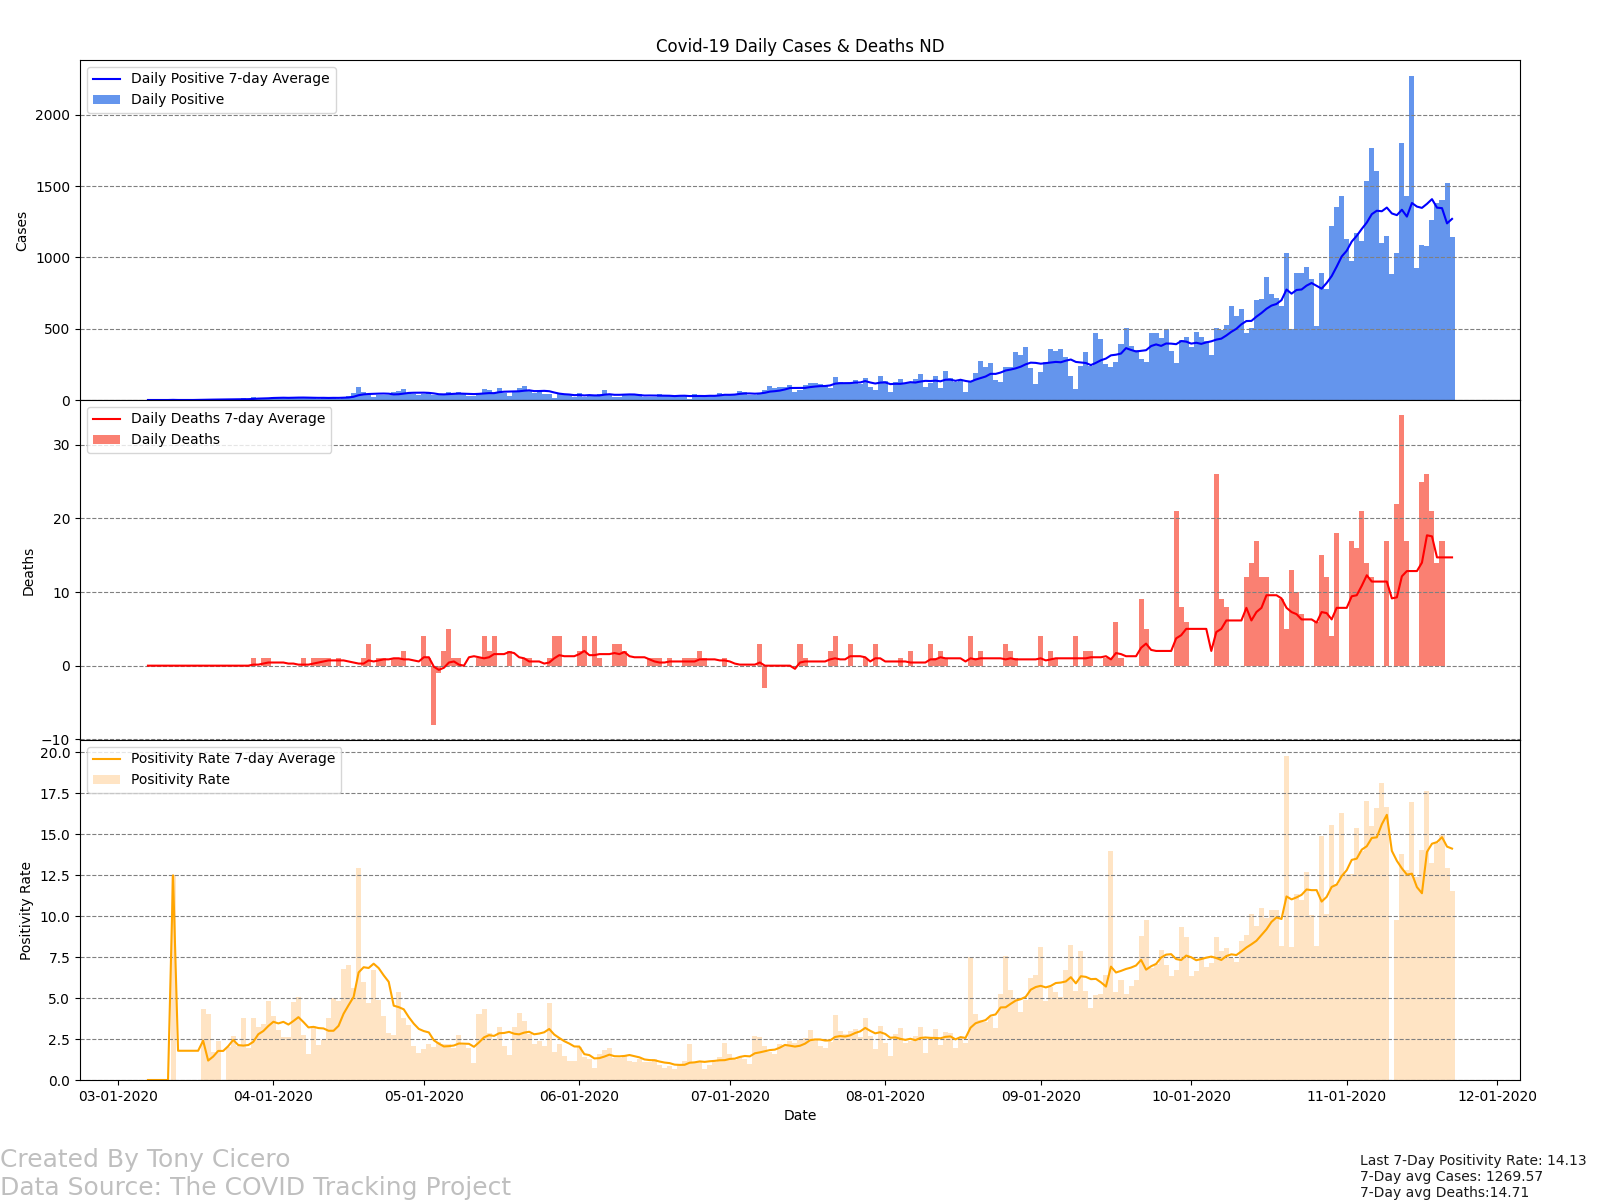 Covid-19 Daily Cases & Deaths ND
Daily Positive 7-day Average
Daily Positive
2000
1500
1000
500
0
Cases
Daily Deaths 7-day Average
Daily Deaths
30
20
10
0
−10
Deaths
Positivity Rate 7-day Average
Positivity Rate
20.0
17.5
15.0
12.5
10.0
7.5
5.0
2.5
0.0
Positivity Rate
03-01-2020 04-01-2020 05-01-2020 06-01-2020 07-01-2020 08-01-2020 09-01-2020 10-01-2020 11-01-2020 12-01-2020
Date
Created By Tony Cicero
Data Source: The COVID Tracking Project
Last 7-Day Positivity Rate: 14.13
7-Day avg Cases: 1269.57
7-Day avg Deaths:14.71